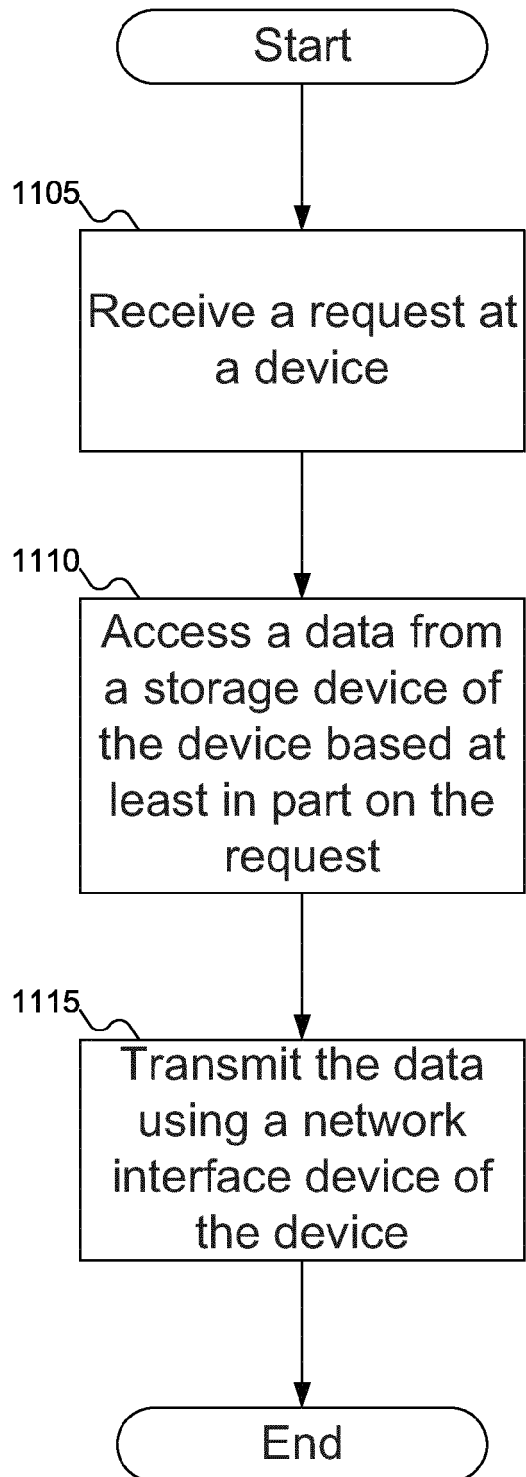 Start
1105
Receive a request at
a device
1110
Access a data from
a storage device of
the device based at
least in part on the
request
1115
Transmit the data
using a network
interface device of
the device
End